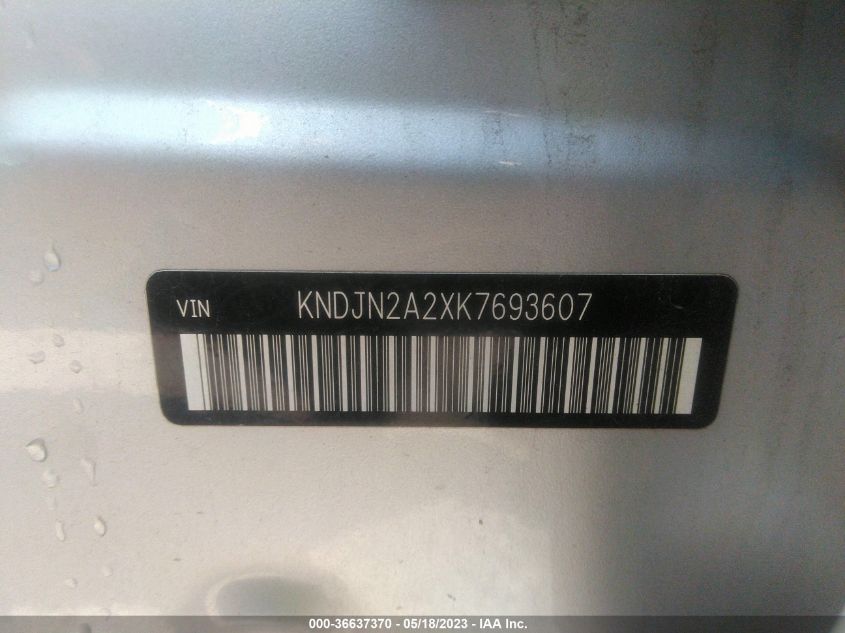 VIN KNDJN2A2XK7693607
000-36637370 - 05/18/2023 - IAA Inc.